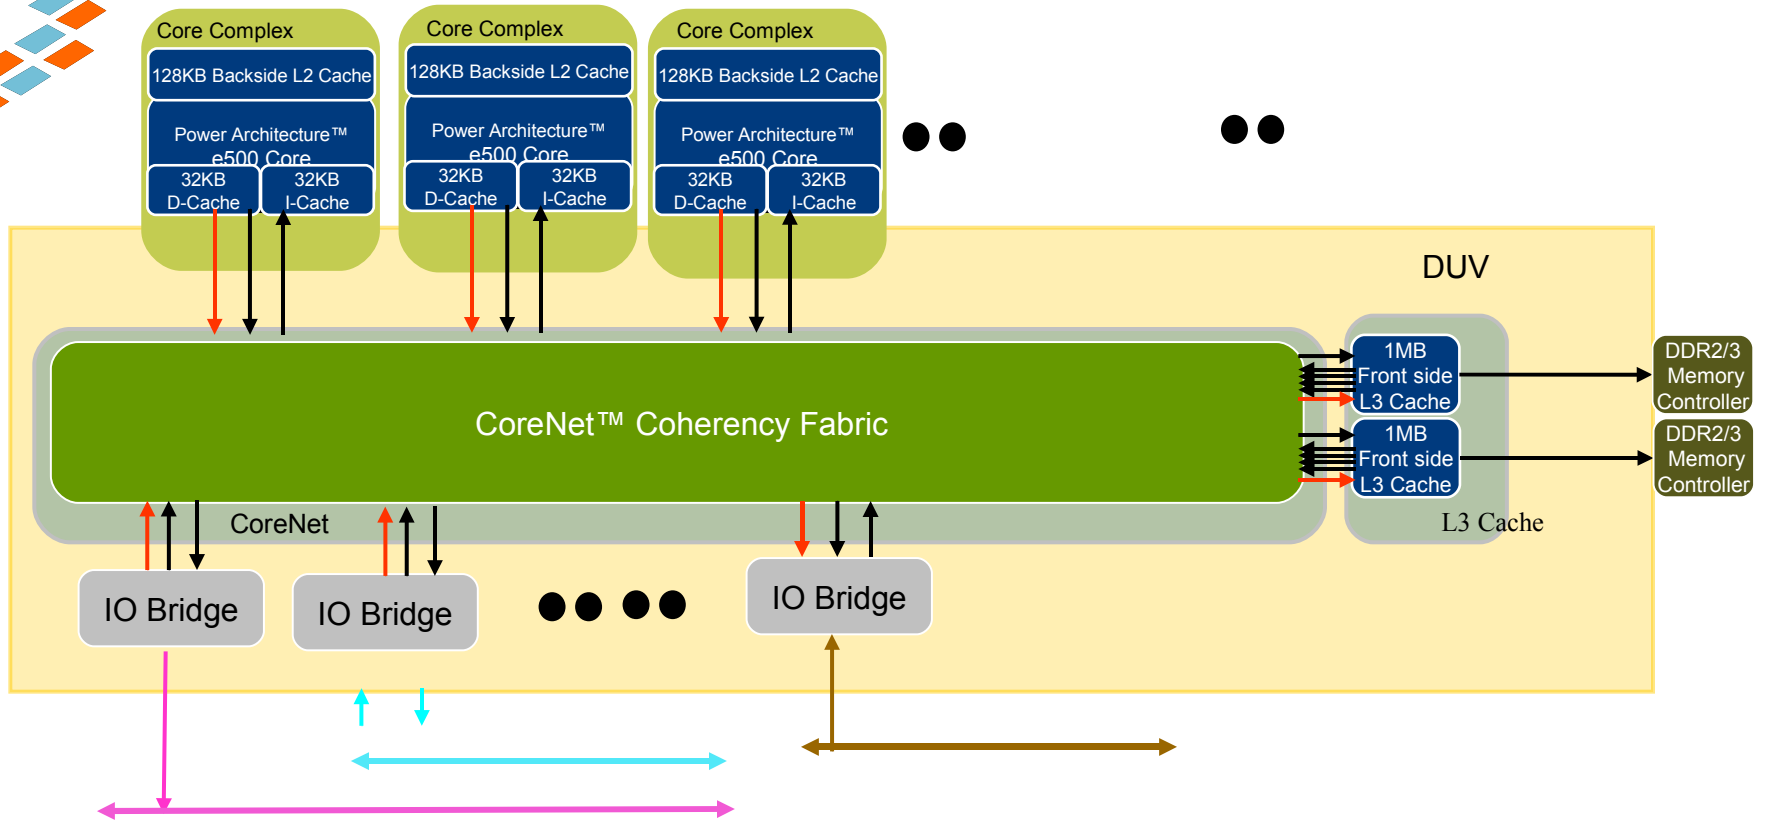 Core Complex
128KB Backside L2 Cache
Power Architecture™
e500 Core
32KB
D-Cache
32KB
I-Cache
Core Complex
128KB Backside L2 Cache
Power Architecture™
e500 Core
32KB
D-Cache
32KB
I-Cache
Core Complex
128KB Backside L2 Cache
Power Architecture™
e500 Core
32KB
D-Cache
32KB
I-Cache
DUV
CoreNet™ Coherency Fabric
CoreNet
1MB
Front side
L3 Cache
1MB
Front side
L3 Cache
L3 Cache
DDR2/3
Memory
Controller
DDR2/3
Memory
Controller
IO Bridge
IO Bridge
IO Bridge